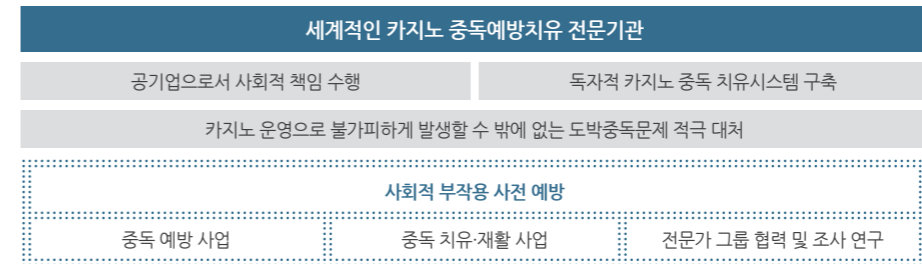 세계적인 카지노 중독예방치유 전문기관
공기업으로서 사회적 책임 수행
독자적 카지노 중독 치유시스템 구축
카지노 운영으로 불가피하게 발생할 수 밖에 없는 도박중독문제 적극 대처
사회적 부작용 사전 예방
중독 예방 사업
중독 치유·재활 사업
전문가 그룹 협력 및 조사 연구